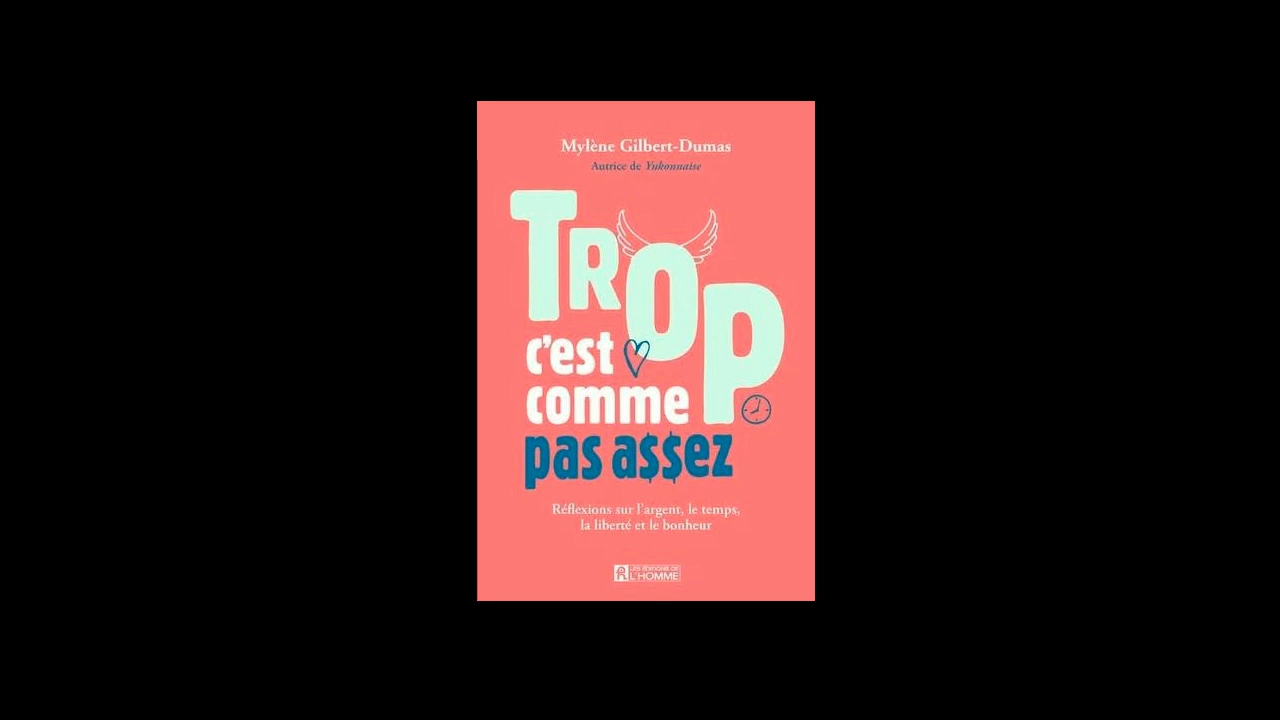 Mylène Gilbert-Dumas
Autrice de Yukonnaise
TROP
c'est
comme
pas a$$ez
Réflexions sur l'argent, le temps,
la liberté et le bonheur
LES ÉDITIONS DE
L'HOMME